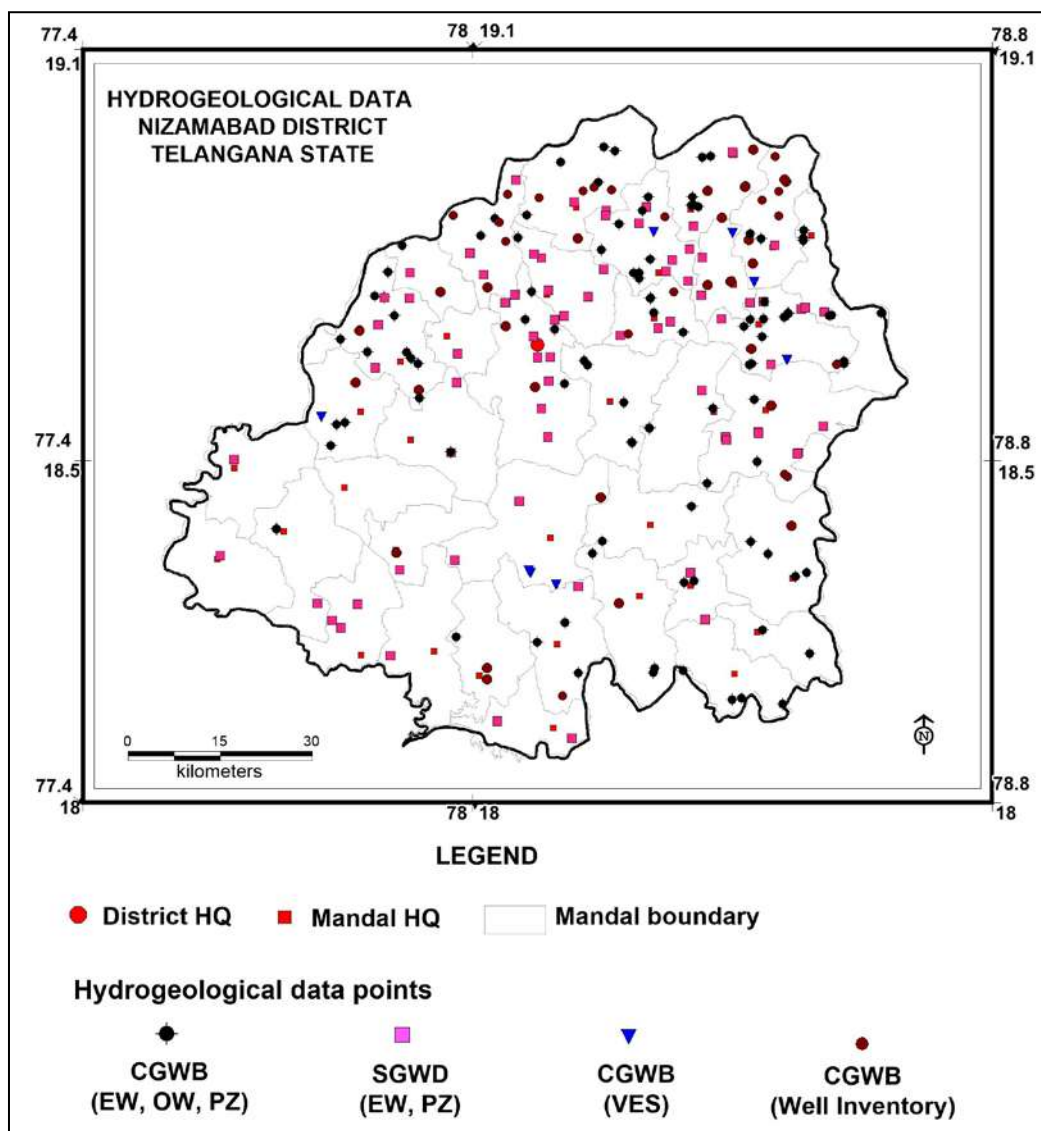 77.4
78 19.1
78.8
19.1
19.1
HYDROGEOLOGICAL DATA
NIZAMABAD DISTRICT
TELANGANA STATE
77.4
18.5
78.8
18.5
0 15 30
kilometers
N
77.4
18
78 18
78.8
18
LEGEND
District HQ
Mandal HQ
Mandal boundary
Hydrogeological data points
CGWB
(EW, OW, PZ)
SGWD
(EW, PZ)
CGWB
(VES)
CGWB
(Well Inventory)